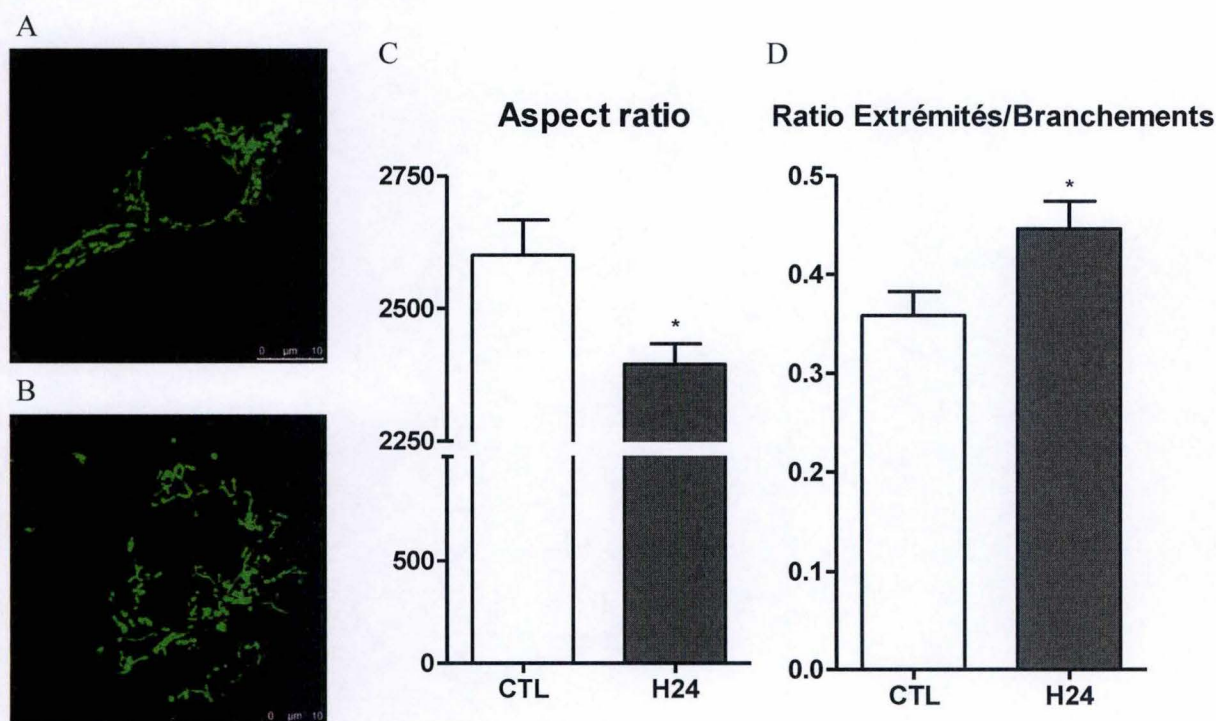 A
0 µm 10
B
0 µm 10
C
Aspect ratio
2750
2500
2250
500
0
*
CTL
H24
D
Ratio Extrémités/Branchements
0.5
0.4
0.3
0.2
0.1
0.0
*
CTL
H24